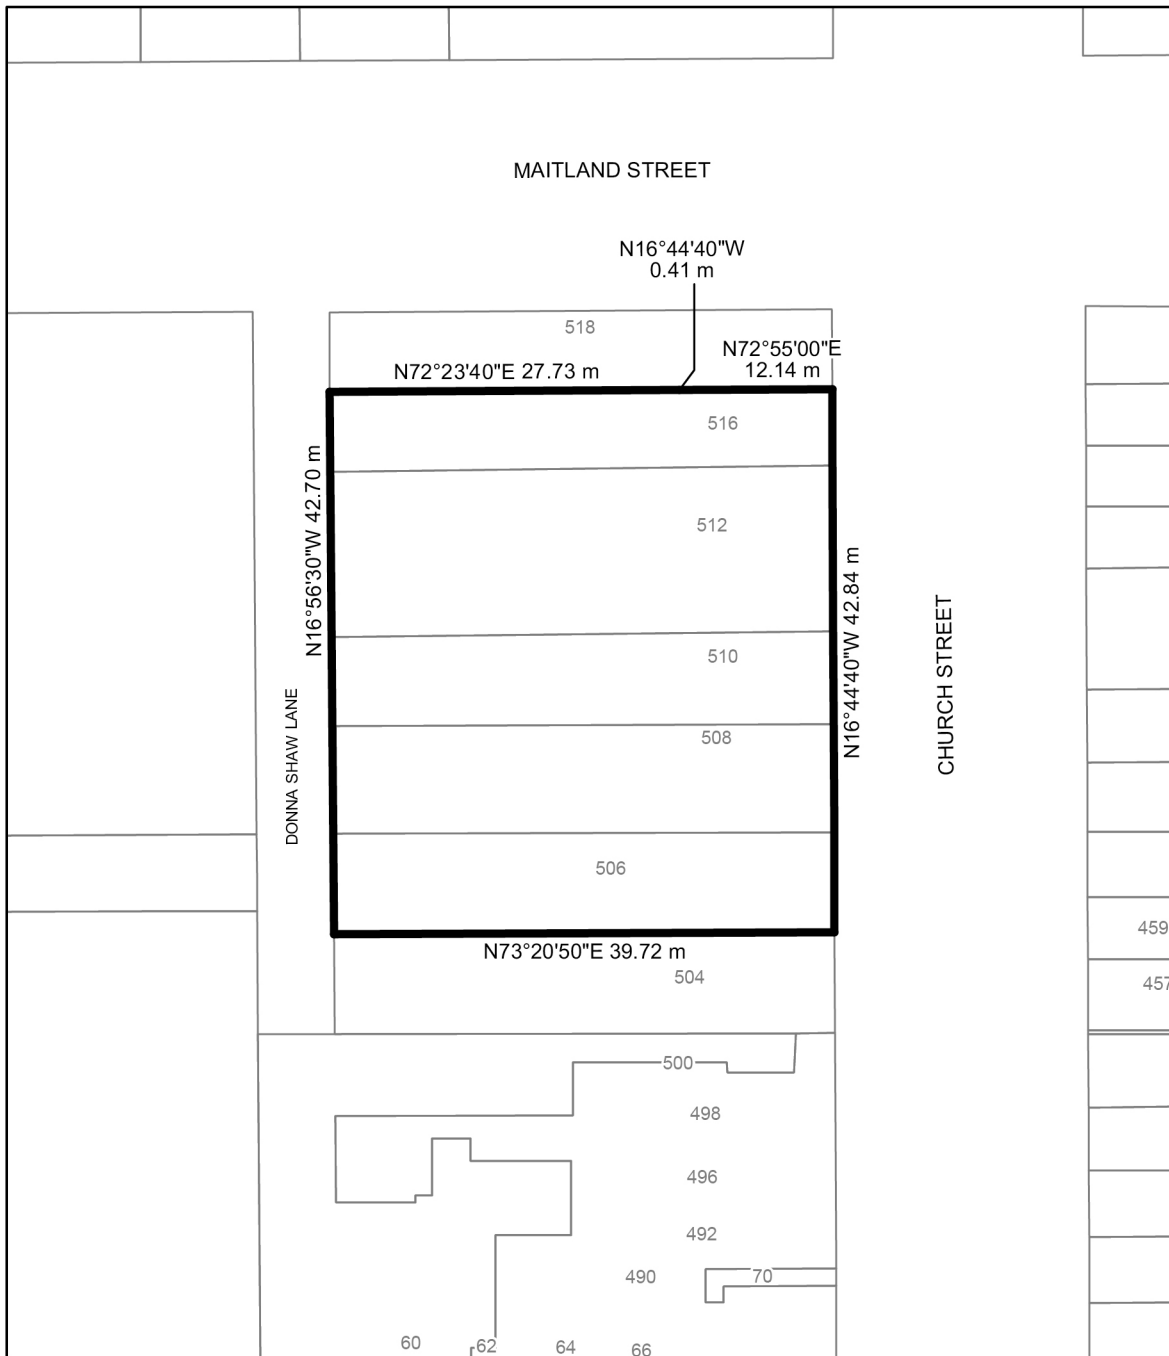 MAITLAND STREET
N16°44'40"W
0.41 m
518
N72°55'00"E
12.14 m
N72°23'40"E 27.73 m
516
N16°56'30"W 42.70 m
512
N16°44'40"W 42.84 m
CHURCH STREET
510
DONNA SHAW LANE
508
506
459
N73°20'50"E 39.72 m
504
457
500
498
496
492
490
70
60
62
64
66